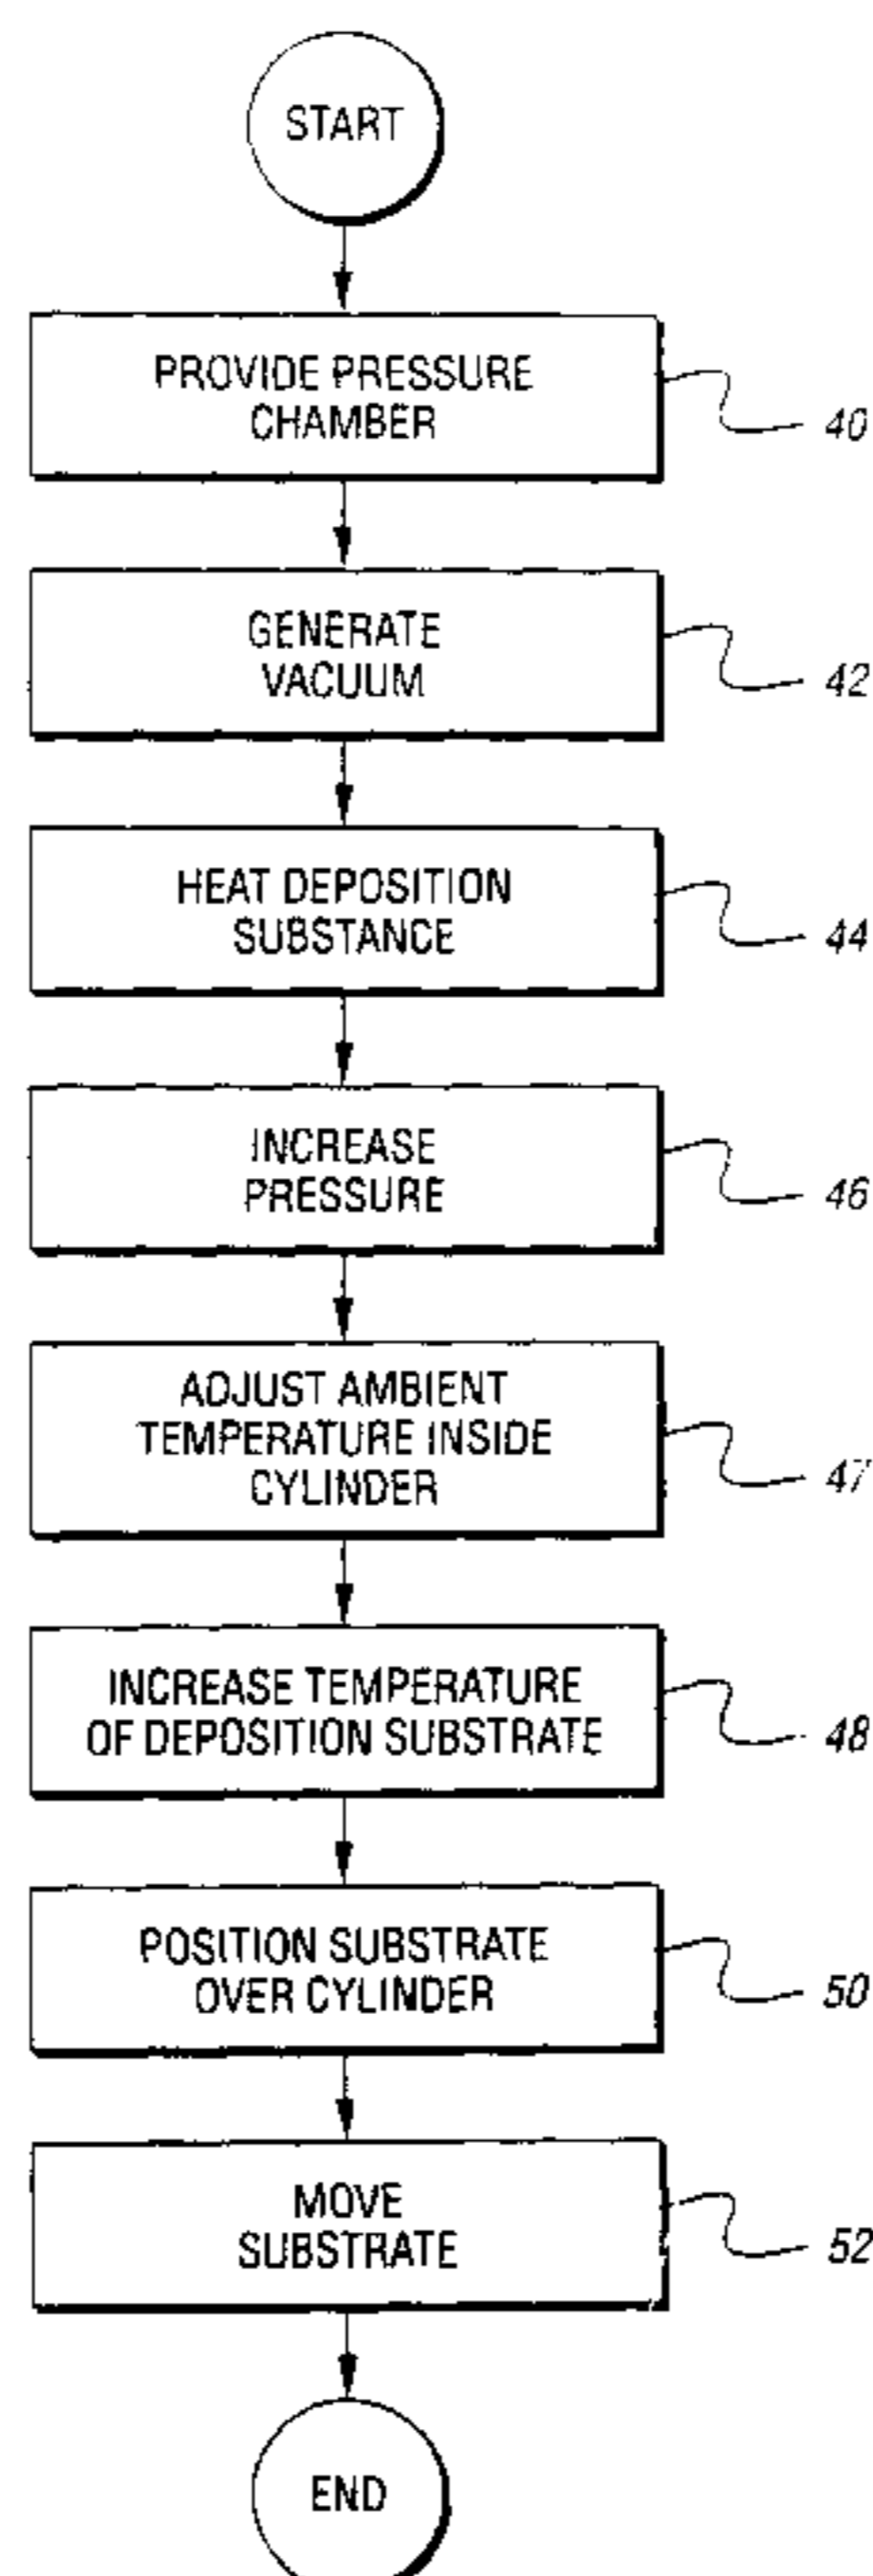 START
PROVIDE PRESSURE
CHAMBER
40
GENERATE
VACUUM
42
HEAT DEPOSITION
SUBSTANCE
44
INCREASE
PRESSURE
46
ADJUST AMBIENT
TEMPERATURE INSIDE
CYLINDER
47
INCREASE TEMPERATURE
OF DEPOSITION SUBSTRATE
48
POSITION SUBSTRATE
OVER CYLINDER
50
MOVE
SUBSTRATE
52
END